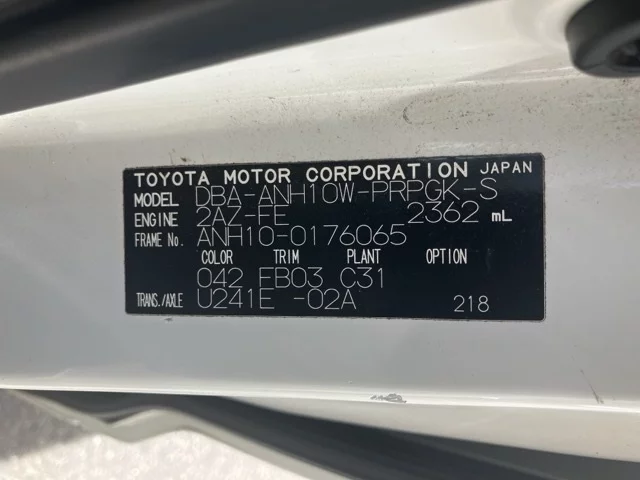 TOYOTA MOTOR CORPORATION JAPAN
MODEL DBA-ANH10W-PRPGK-S
ENGINE 2AZ-FE 2362 mL
FRAME No. ANH10-0176065
COLOR TRIM PLANT OPTION
042 EB03 C31
TRANS./AXLE U241E -02A 218